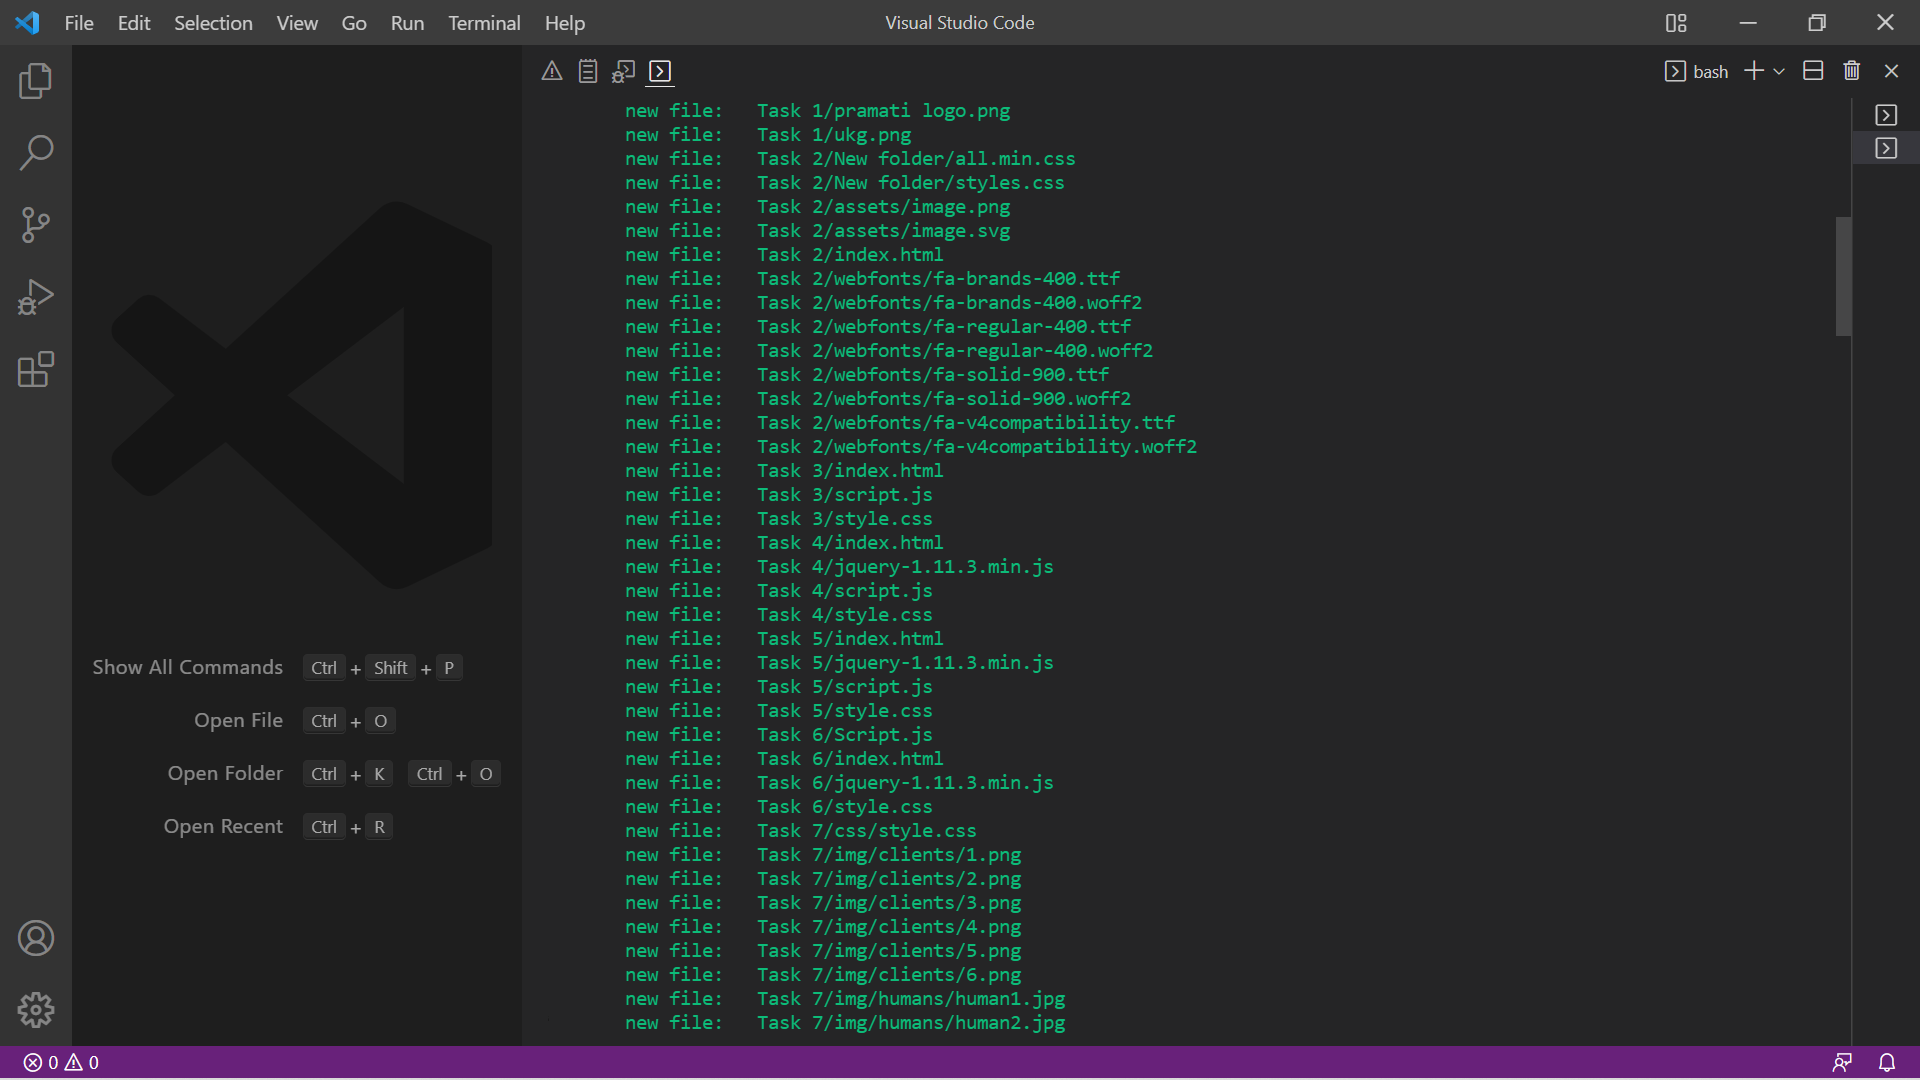 File Edit Selection View Go Run Terminal Help
Visual Studio Code
bash
new file:   Task 1/pramati logo.png
new file:   Task 1/ukg.png
new file:   Task 2/New folder/all.min.css
new file:   Task 2/New folder/styles.css
new file:   Task 2/assets/image.png
new file:   Task 2/assets/image.svg
new file:   Task 2/index.html
new file:   Task 2/webfonts/fa-brands-400.ttf
new file:   Task 2/webfonts/fa-brands-400.woff2
new file:   Task 2/webfonts/fa-regular-400.ttf
new file:   Task 2/webfonts/fa-regular-400.woff2
new file:   Task 2/webfonts/fa-solid-900.ttf
new file:   Task 2/webfonts/fa-solid-900.woff2
new file:   Task 2/webfonts/fa-v4compatibility.ttf
new file:   Task 2/webfonts/fa-v4compatibility.woff2
new file:   Task 3/index.html
new file:   Task 3/script.js
new file:   Task 3/style.css
new file:   Task 4/index.html
new file:   Task 4/jquery-1.11.3.min.js
new file:   Task 4/script.js
new file:   Task 4/style.css
new file:   Task 5/index.html
new file:   Task 5/jquery-1.11.3.min.js
new file:   Task 5/script.js
new file:   Task 5/style.css
new file:   Task 6/Script.js
new file:   Task 6/index.html
new file:   Task 6/jquery-1.11.3.min.js
new file:   Task 6/style.css
new file:   Task 7/css/style.css
new file:   Task 7/img/clients/1.png
new file:   Task 7/img/clients/2.png
new file:   Task 7/img/clients/3.png
new file:   Task 7/img/clients/4.png
new file:   Task 7/img/clients/5.png
new file:   Task 7/img/clients/6.png
new file:   Task 7/img/humans/human1.jpg
new file:   Task 7/img/humans/human2.jpg
Show All Commands Ctrl + Shift + P
Open File Ctrl + O
Open Folder Ctrl + K Ctrl + O
Open Recent Ctrl + R
0 0